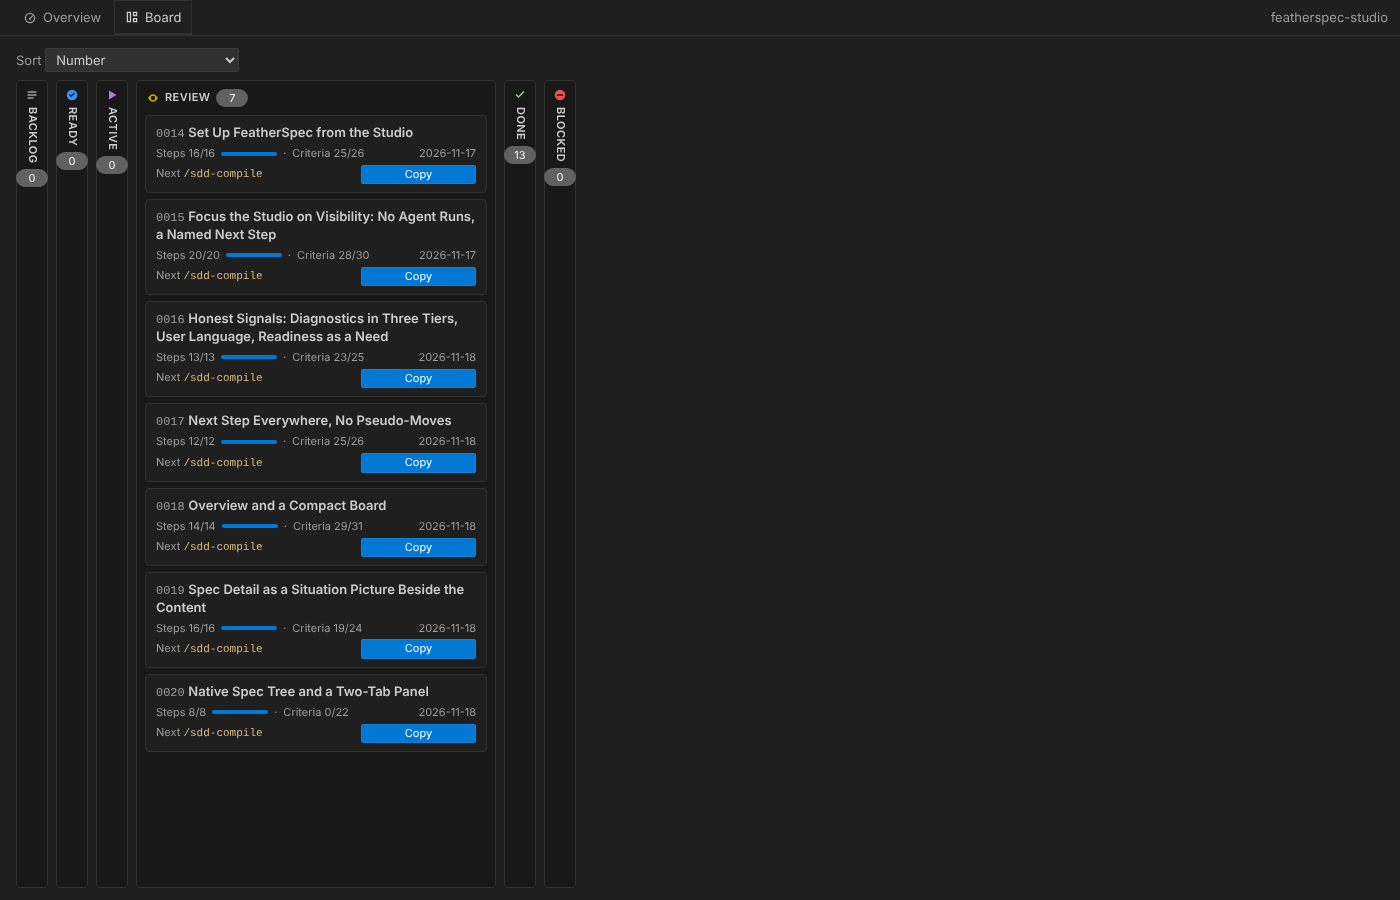 Overview
Board
featherspec-studio
Sort Number
BACKLOG
0
READY
0
ACTIVE
0
REVIEW 7
0014 Set Up FeatherSpec from the Studio
Steps 16/16 · Criteria 25/26 2026-11-17
Next /sdd-compile Copy
0015 Focus the Studio on Visibility: No Agent Runs,
a Named Next Step
Steps 20/20 · Criteria 28/30 2026-11-17
Next /sdd-compile Copy
0016 Honest Signals: Diagnostics in Three Tiers,
User Language, Readiness as a Need
Steps 13/13 · Criteria 23/25 2026-11-18
Next /sdd-compile Copy
0017 Next Step Everywhere, No Pseudo-Moves
Steps 12/12 · Criteria 25/26 2026-11-18
Next /sdd-compile Copy
0018 Overview and a Compact Board
Steps 14/14 · Criteria 29/31 2026-11-18
Next /sdd-compile Copy
0019 Spec Detail as a Situation Picture Beside the
Content
Steps 16/16 · Criteria 19/24 2026-11-18
Next /sdd-compile Copy
0020 Native Spec Tree and a Two-Tab Panel
Steps 8/8 · Criteria 0/22 2026-11-18
Next /sdd-compile Copy
DONE
13
BLOCKED
0